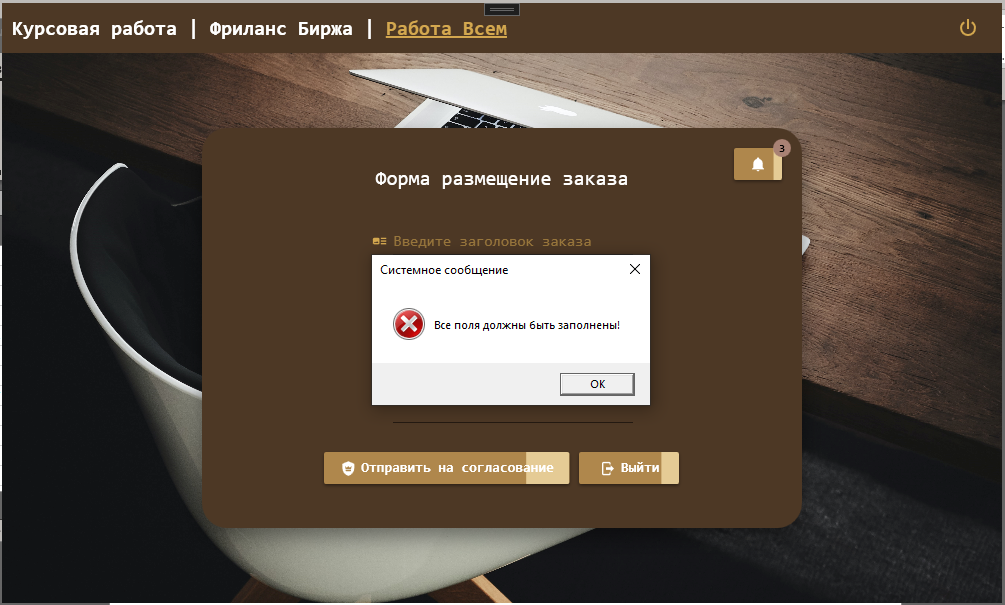 Курсовая работа | Фриланс Биржа | Работа Всем
3
Форма размещение заказа
Введите заголовок заказа
Системное сообщение
Все поля должны быть заполнены!
OK
Отправить на согласование
Выйти